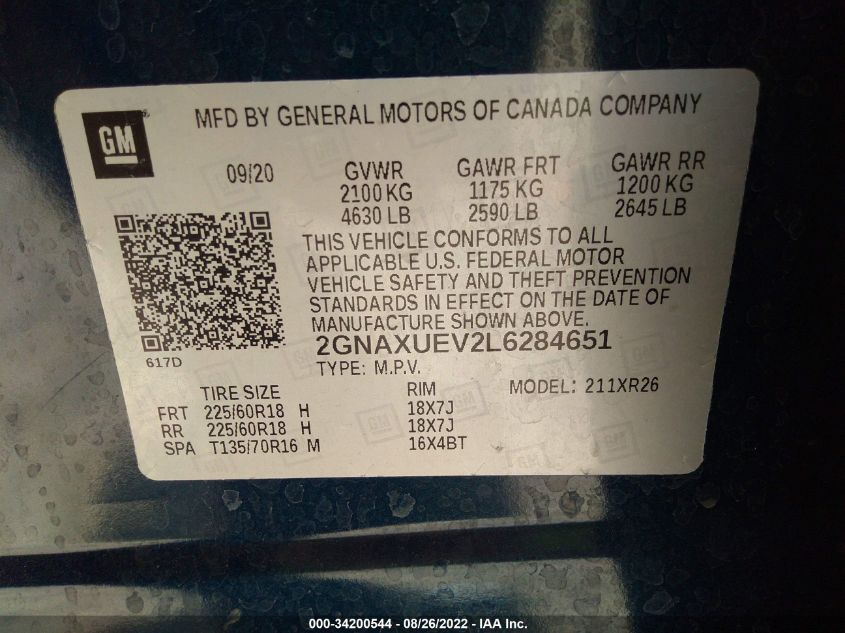 GM
MFD BY GENERAL MOTORS OF CANADA COMPANY
09/20
GVWR GAWR FRT GAWR RR
2100 KG 1175 KG 1200 KG
4630 LB 2590 LB 2645 LB
THIS VEHICLE CONFORMS TO ALL
APPLICABLE U.S. FEDERAL MOTOR
VEHICLE SAFETY AND THEFT PREVENTION
STANDARDS IN EFFECT ON THE DATE OF
MANUFACTURE SHOWN ABOVE.
2GNAXUEV2L6284651
617D
TYPE: M.P.V.
TIRE SIZE RIM MODEL: 211XR26
FRT 225/60R18 H 18X7J
RR 225/60R18 H 18X7J
SPA T135/70R16 M 16X4BT
000-34200544 - 08/26/2022 - IAA Inc.